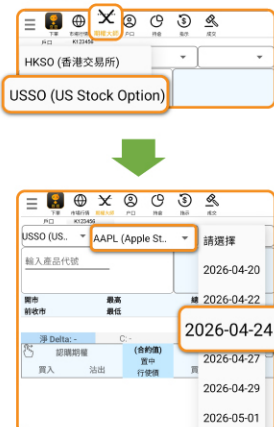 下單 市場行情 期權大師 戶口 持倉 指示 成交
戶口 K123456
HKSO (香港交易所)
USSO (US Stock Option)
下單 市場行情 期權大師 戶口 持倉 指示 成交
戶口 K123456
USSO (US.. AAPL (Apple St.. 請選擇
輸入產品代號
2026-04-20
開市 最高 2026-04-22
前收市 最低
2026-04-24
淨 Delta: - C: -
認購期權 (合約值) 2026-04-27
買入 沽出 置中
行使價 買
2026-04-29
2026-05-01